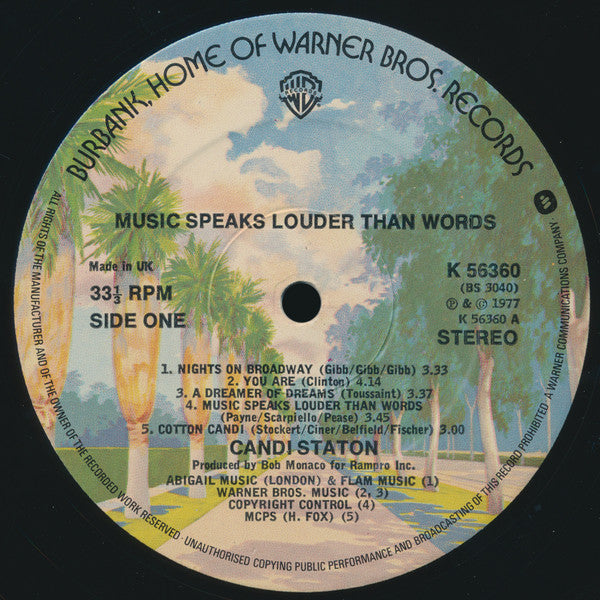 BURBANK, HOME OF WARNER BROS. RECORDS
MUSIC SPEAKS LOUDER THAN WORDS
Made in UK
33⅓ RPM
SIDE ONE
K 56360
(BS 3040)
℗ & © 1977
K 56360 A
STEREO
1. NIGHTS ON BROADWAY (Gibb/Gibb/Gibb) 3.33
2. YOU ARE (Clinton) 4.14
3. A DREAMER OF DREAMS (Toussaint) 3.37
4. MUSIC SPEAKS LOUDER THAN WORDS
(Payne/Scarpiello/Pease) 3.45
5. COTTON CANDI (Stockert/Ciner/Belfield/Fischer) 3.00
CANDI STATON
Produced by Bob Monaco for Rampro Inc.
ABIGAIL MUSIC (LONDON) & FLAM MUSIC (1)
WARNER BROS. MUSIC (2, 3)
COPYRIGHT CONTROL (4)
MCPS (H. FOX) (5)
ALL RIGHTS OF THE MANUFACTURER AND OF THE OWNER OF THE RECORDED WORK RESERVED. UNAUTHORISED COPYING PUBLIC PERFORMANCE AND BROADCASTING OF THIS RECORD PROHIBITED. A WARNER COMMUNICATIONS COMPANY